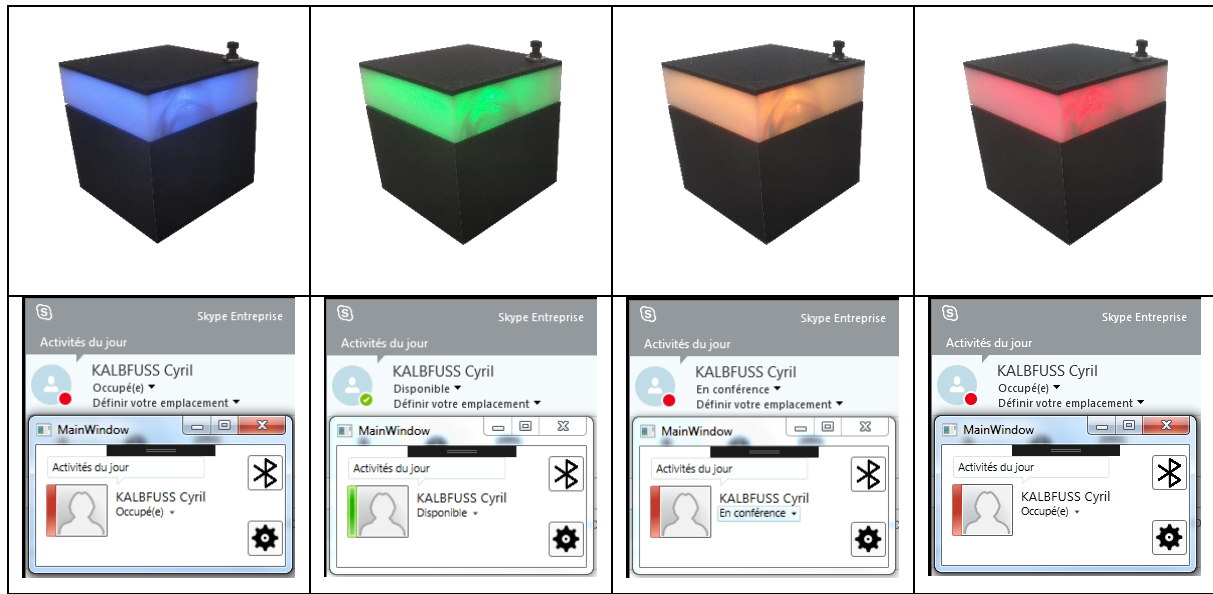 Skype Entreprise
Activités du jour
KALBFUSS Cyril
Occupé(e)
Définir votre emplacement
MainWindow
Activités du jour
KALBFUSS Cyril
Occupé(e)
Skype Entreprise
Activités du jour
KALBFUSS Cyril
Disponible
Définir votre emplacement
MainWindow
Activités du jour
KALBFUSS Cyril
Disponible
Skype Entreprise
Activités du jour
KALBFUSS Cyril
En conférence
Définir votre emplacement
MainWindow
Activités du jour
KALBFUSS Cyril
En conférence
Skype Entreprise
Activités du jour
KALBFUSS Cyril
Occupé(e)
Définir votre emplacement
MainWindow
Activités du jour
KALBFUSS Cyril
Occupé(e)